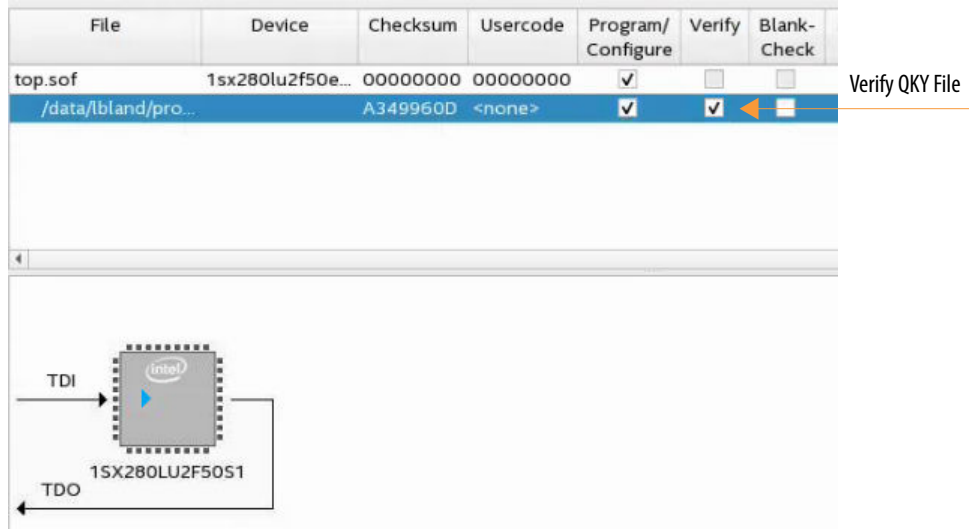 File Device Checksum Usercode Program/ Configure Verify Blank- Check
top.sof 1sx280lu2f50e... 00000000 00000000
/data/lbland/pro... A349960D <none>
Verify QKY File
intel
TDI
1SX280LU2F50S1
TDO